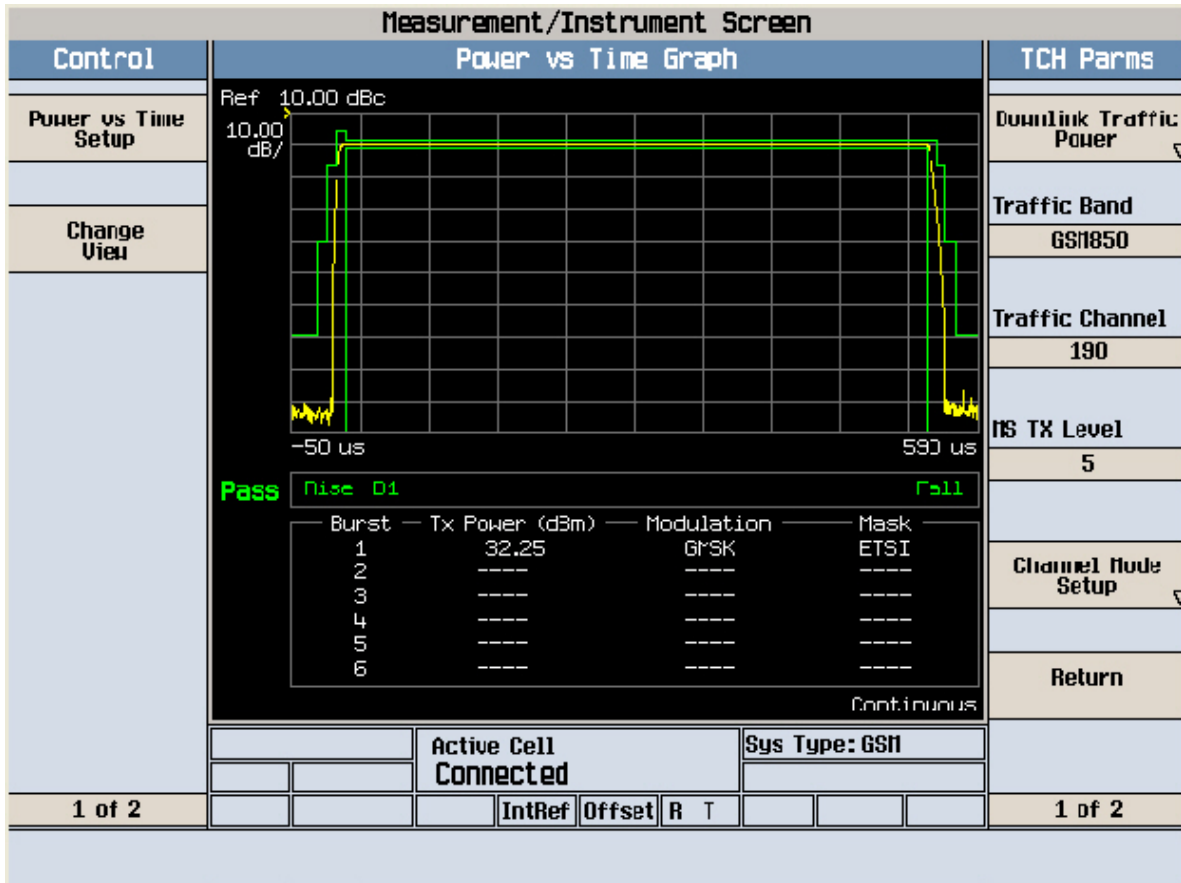 Measurement/Instrument Screen
Control
Power vs Time Graph
TCH Parms
Power vs Time
Setup
Change
View
1 of 2
Ref 10.00 dBc
10.00
dB/
-50 us
590 us
Pass
Rise 01
Fall
Burst Tx Power (dBm) Modulation Mask
1 32.25 GMSK ETSI
2 ---- ---- ----
3 ---- ---- ----
4 ---- ---- ----
5 ---- ---- ----
6 ---- ---- ----
Continuous
Active Cell
Connected
Sys Type: GSM
IntRef Offset R T
Downlink Traffic
Power
Traffic Band
GSM850
Traffic Channel
190
MS TX Level
5
Channel Mode
Setup
Return
1 of 2